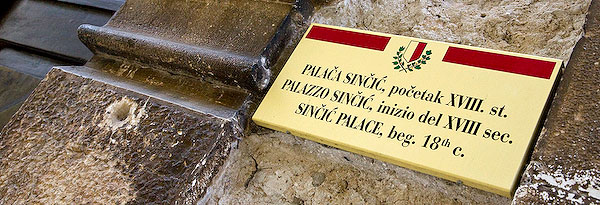 PALAČA SINČIĆ, početak XVIII. st.
PALAZZO SINČIĆ, inizio del XVIII sec.
SINČIĆ PALACE, beg. 18th c.